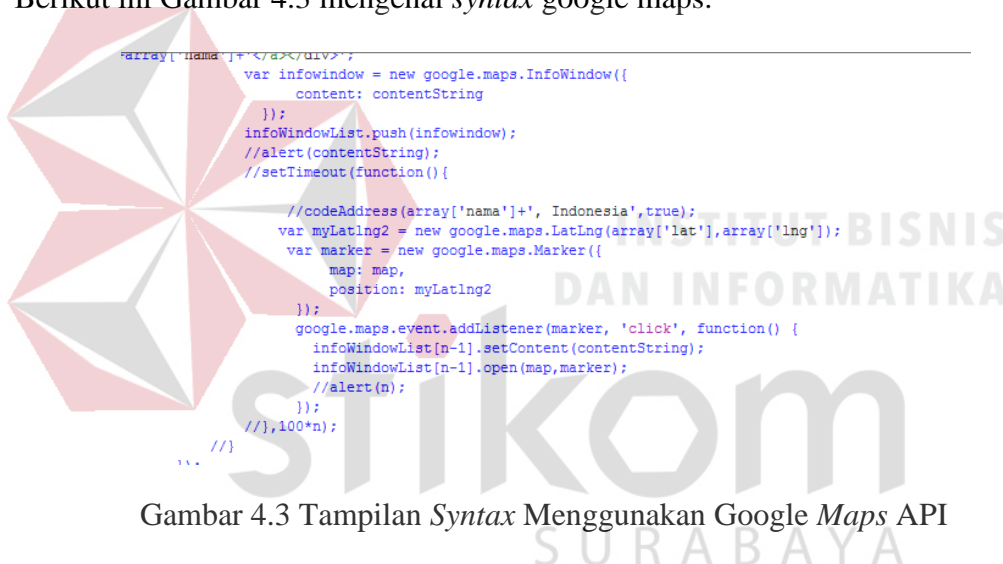 Berikut ini Gambar 4.3 mengenai syntax google maps.
array['nama']+'</a></div>';
var infowindow = new google.maps.InfoWindow({
content: contentString
});
infoWindowList.push(infowindow);
//alert(contentString);
//setTimeout(function(){
//codeAddress(array['nama']+', Indonesia',true);
var myLatlng2 = new google.maps.LatLng(array['lat'],array['lng']);
var marker = new google.maps.Marker({
map: map,
position: myLatlng2
});
google.maps.event.addListener(marker, 'click', function() {
infoWindowList[n-1].setContent(contentString);
infoWindowList[n-1].open(map,marker);
//alert(n);
});
//},100*n);
//}
});
INSTITUT BISNIS
DAN INFORMATIKA
stikom
SURABAYA
Gambar 4.3 Tampilan Syntax Menggunakan Google Maps API